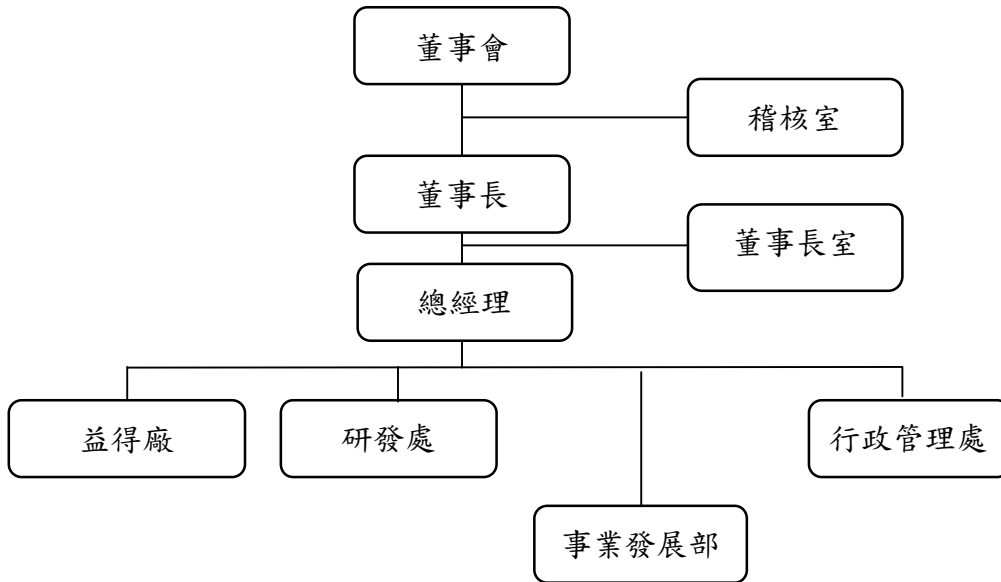 董事會
稽核室
董事長
董事長室
總經理
益得廠
研發處
行政管理處
事業發展部